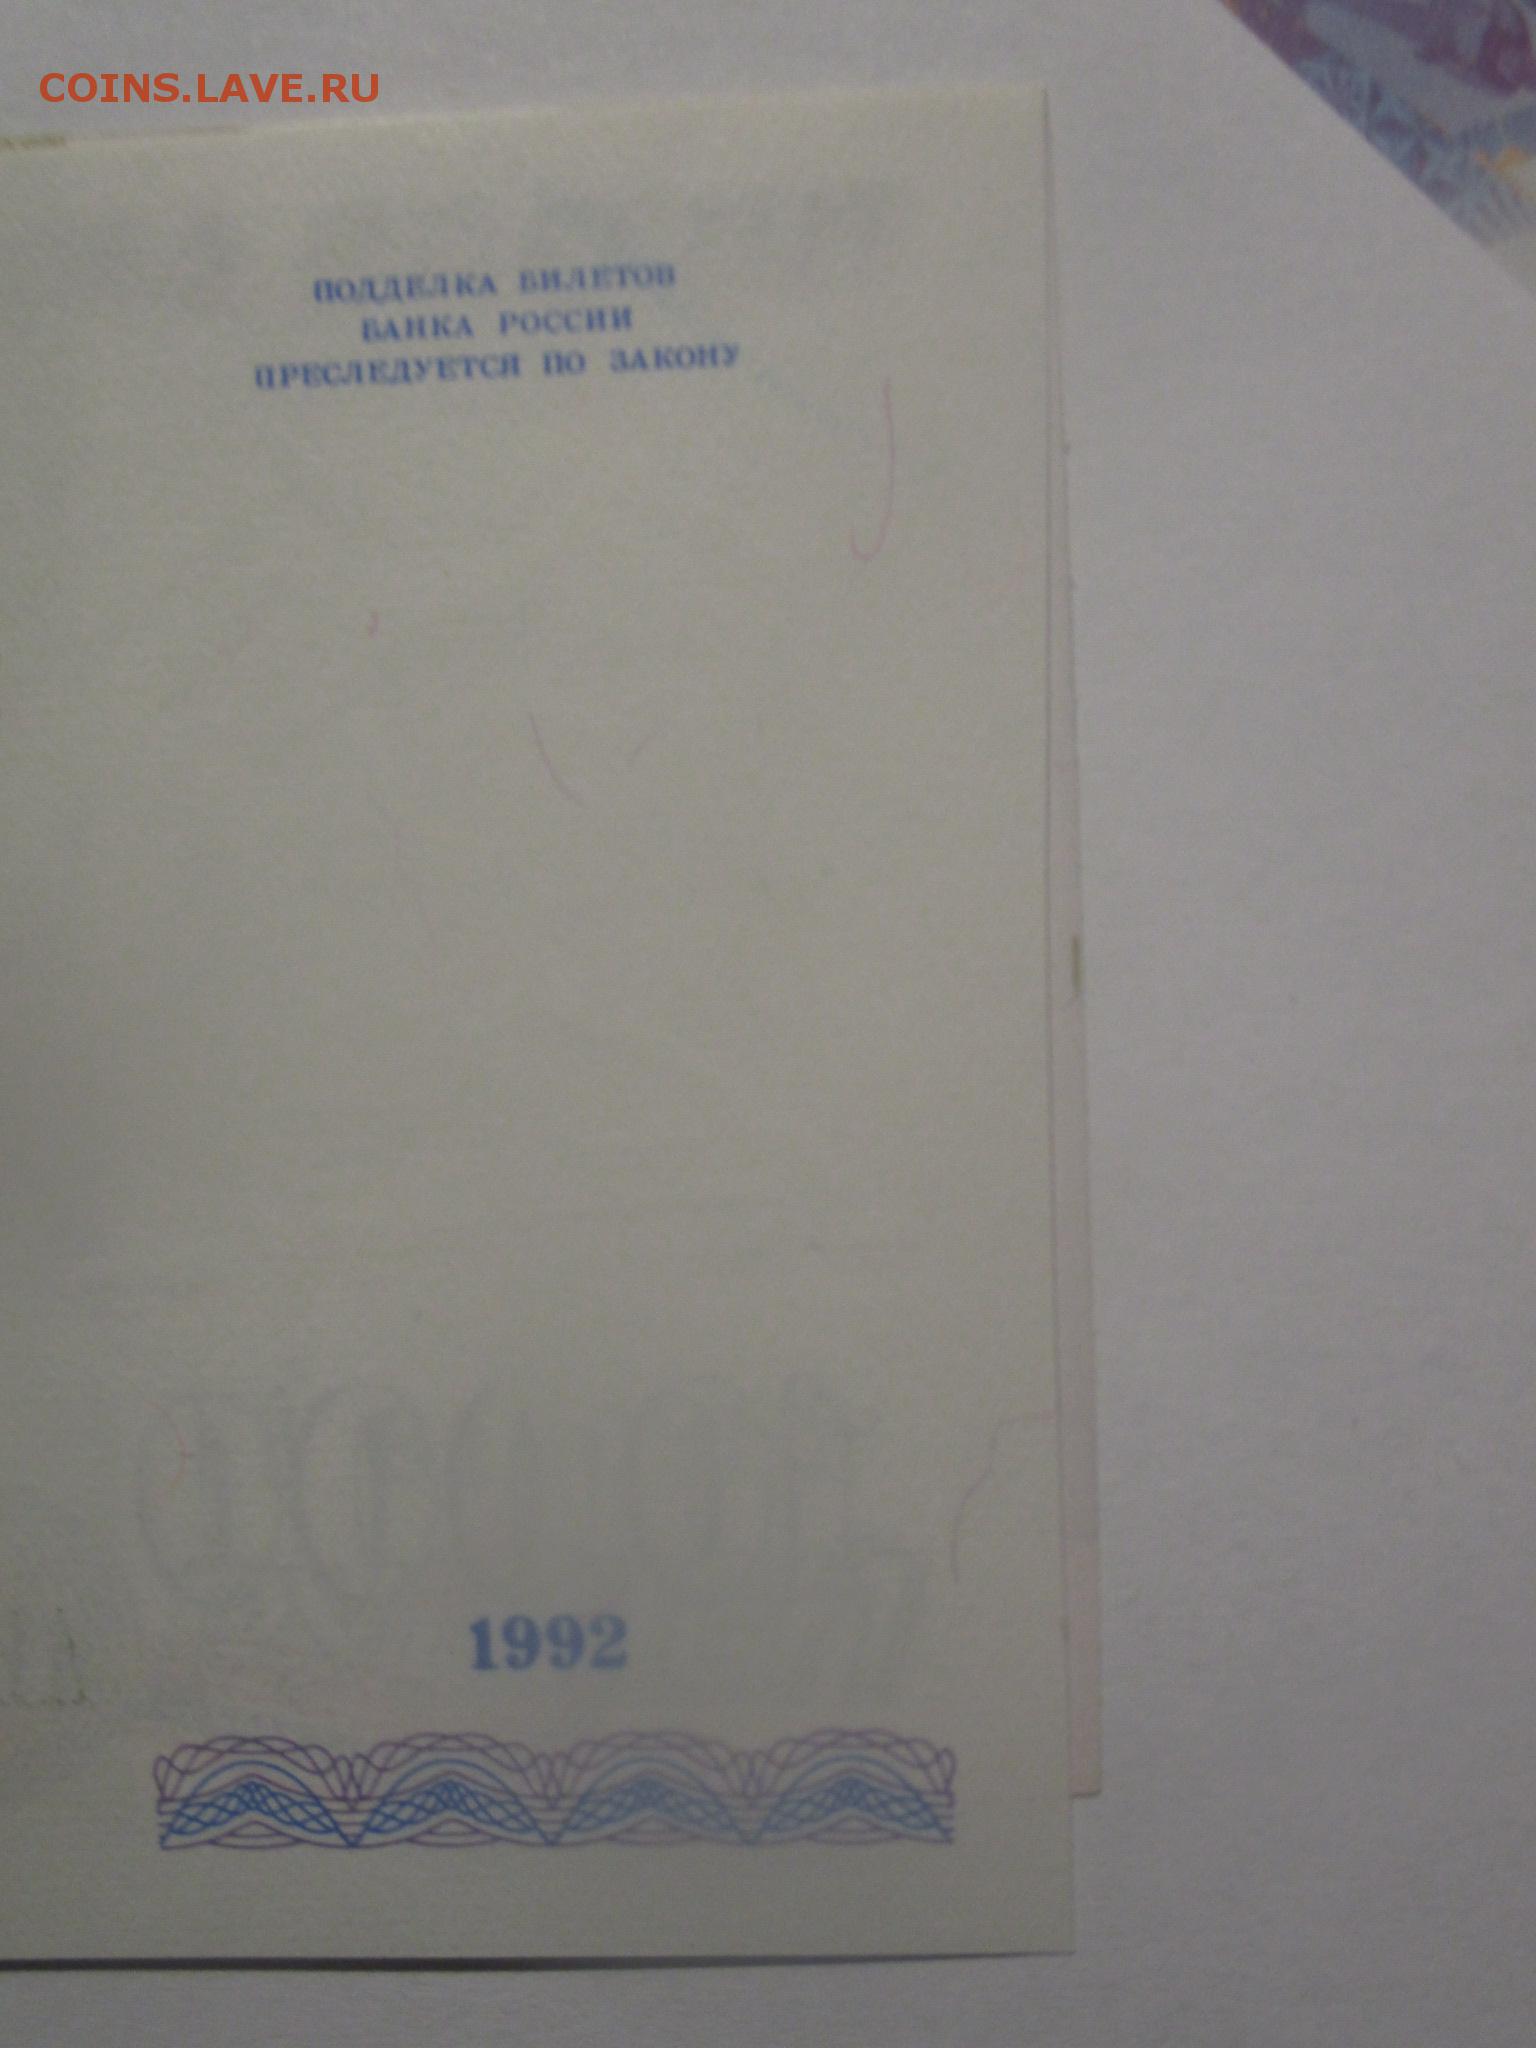 COINS.LAVE.RU
ПОДДЕЛКА БИЛЕТОВ
БАНКА РОССИИ
ПРЕСЛЕДУЕТСЯ ПО ЗАКОНУ
1992